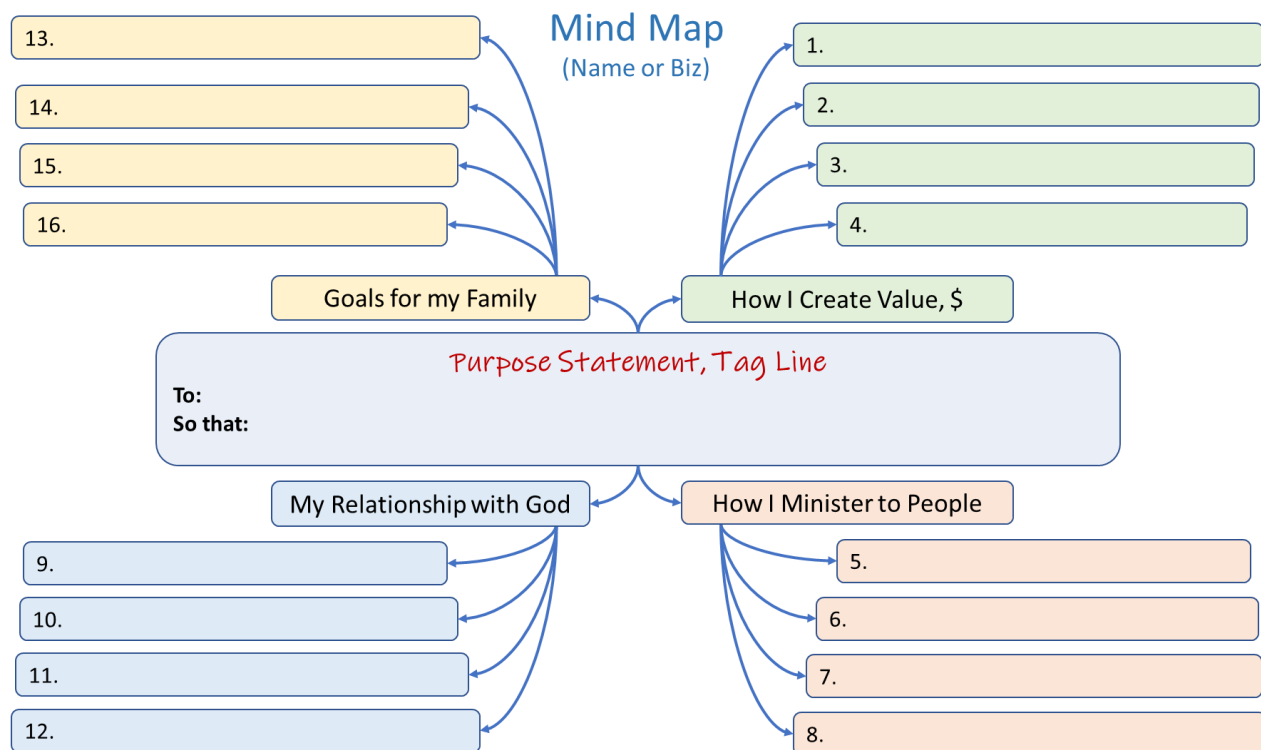 Mind Map
(Name or Biz)
13.
14.
15.
16.
Goals for my Family
1.
2.
3.
4.
How I Create Value, $
Purpose Statement, Tag Line
To:
So that:
My Relationship with God
9.
10.
11.
12.
How I Minister to People
5.
6.
7.
8.